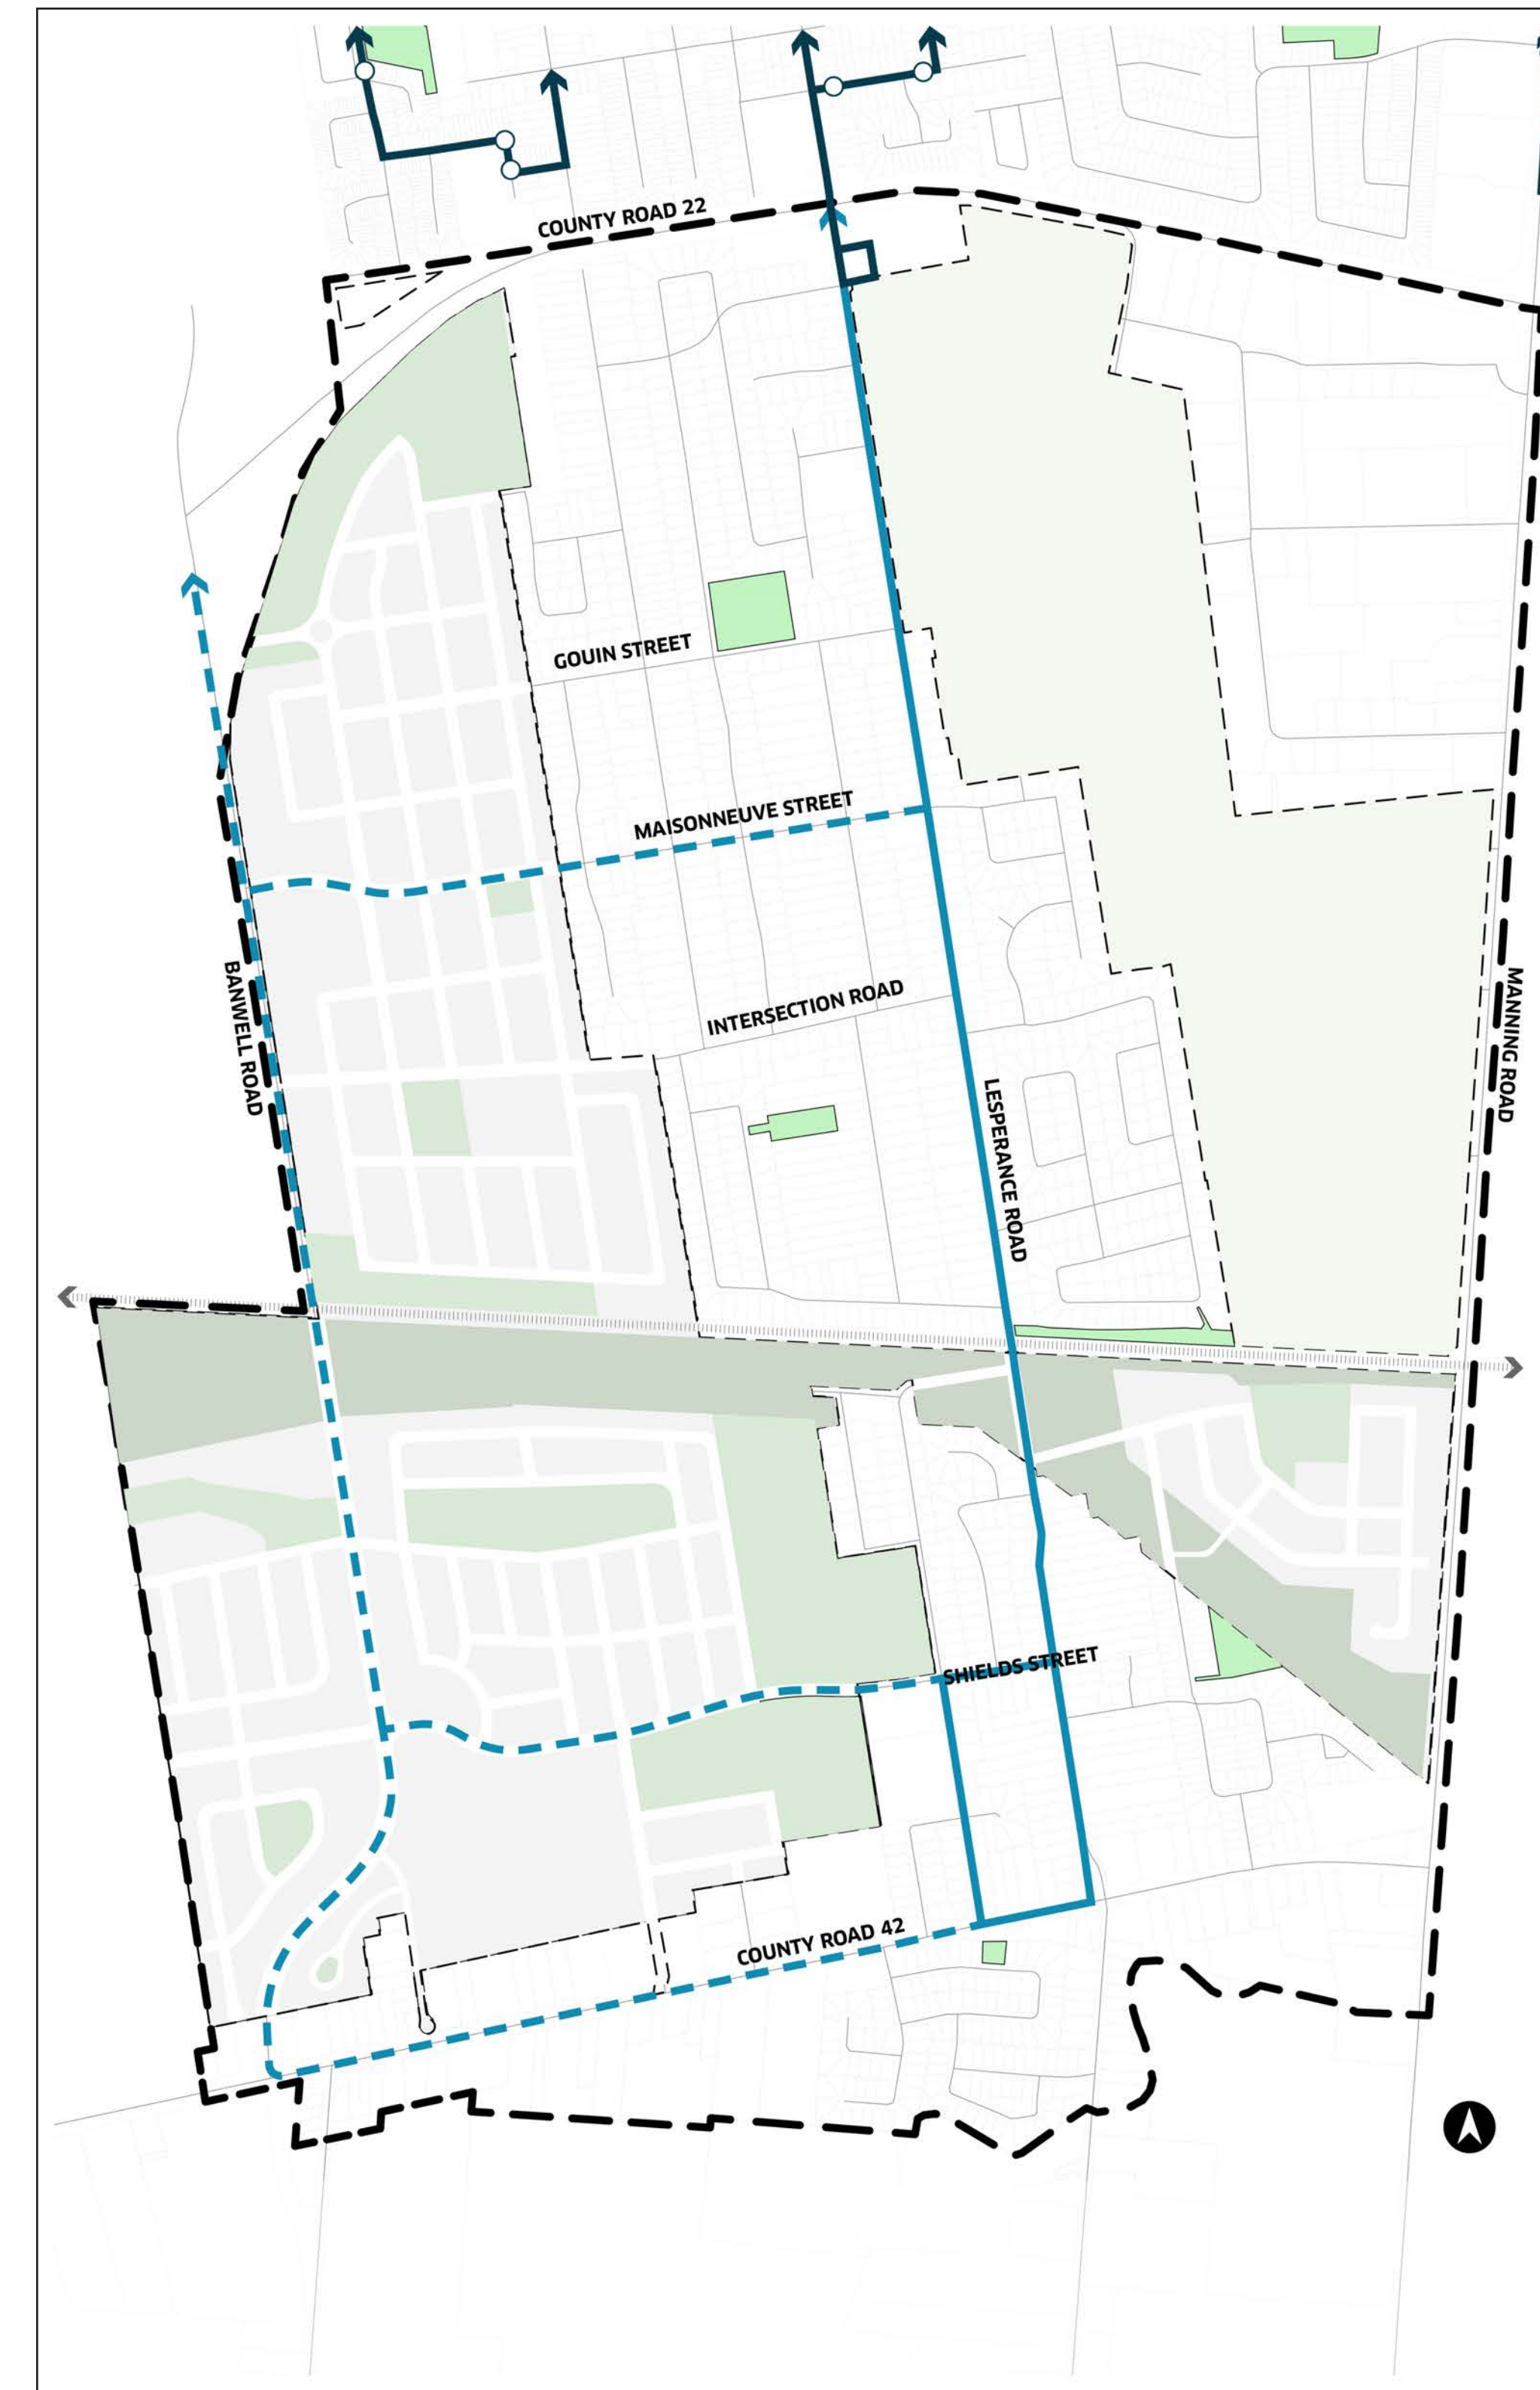 COUNTY ROAD 22
GOUIN STREET
MAISONNEUVE STREET
BANWELL ROAD
INTERSECTION ROAD
MANNING ROAD
LESPERANCE ROAD
SHIELDS STREET
COUNTY ROAD 42